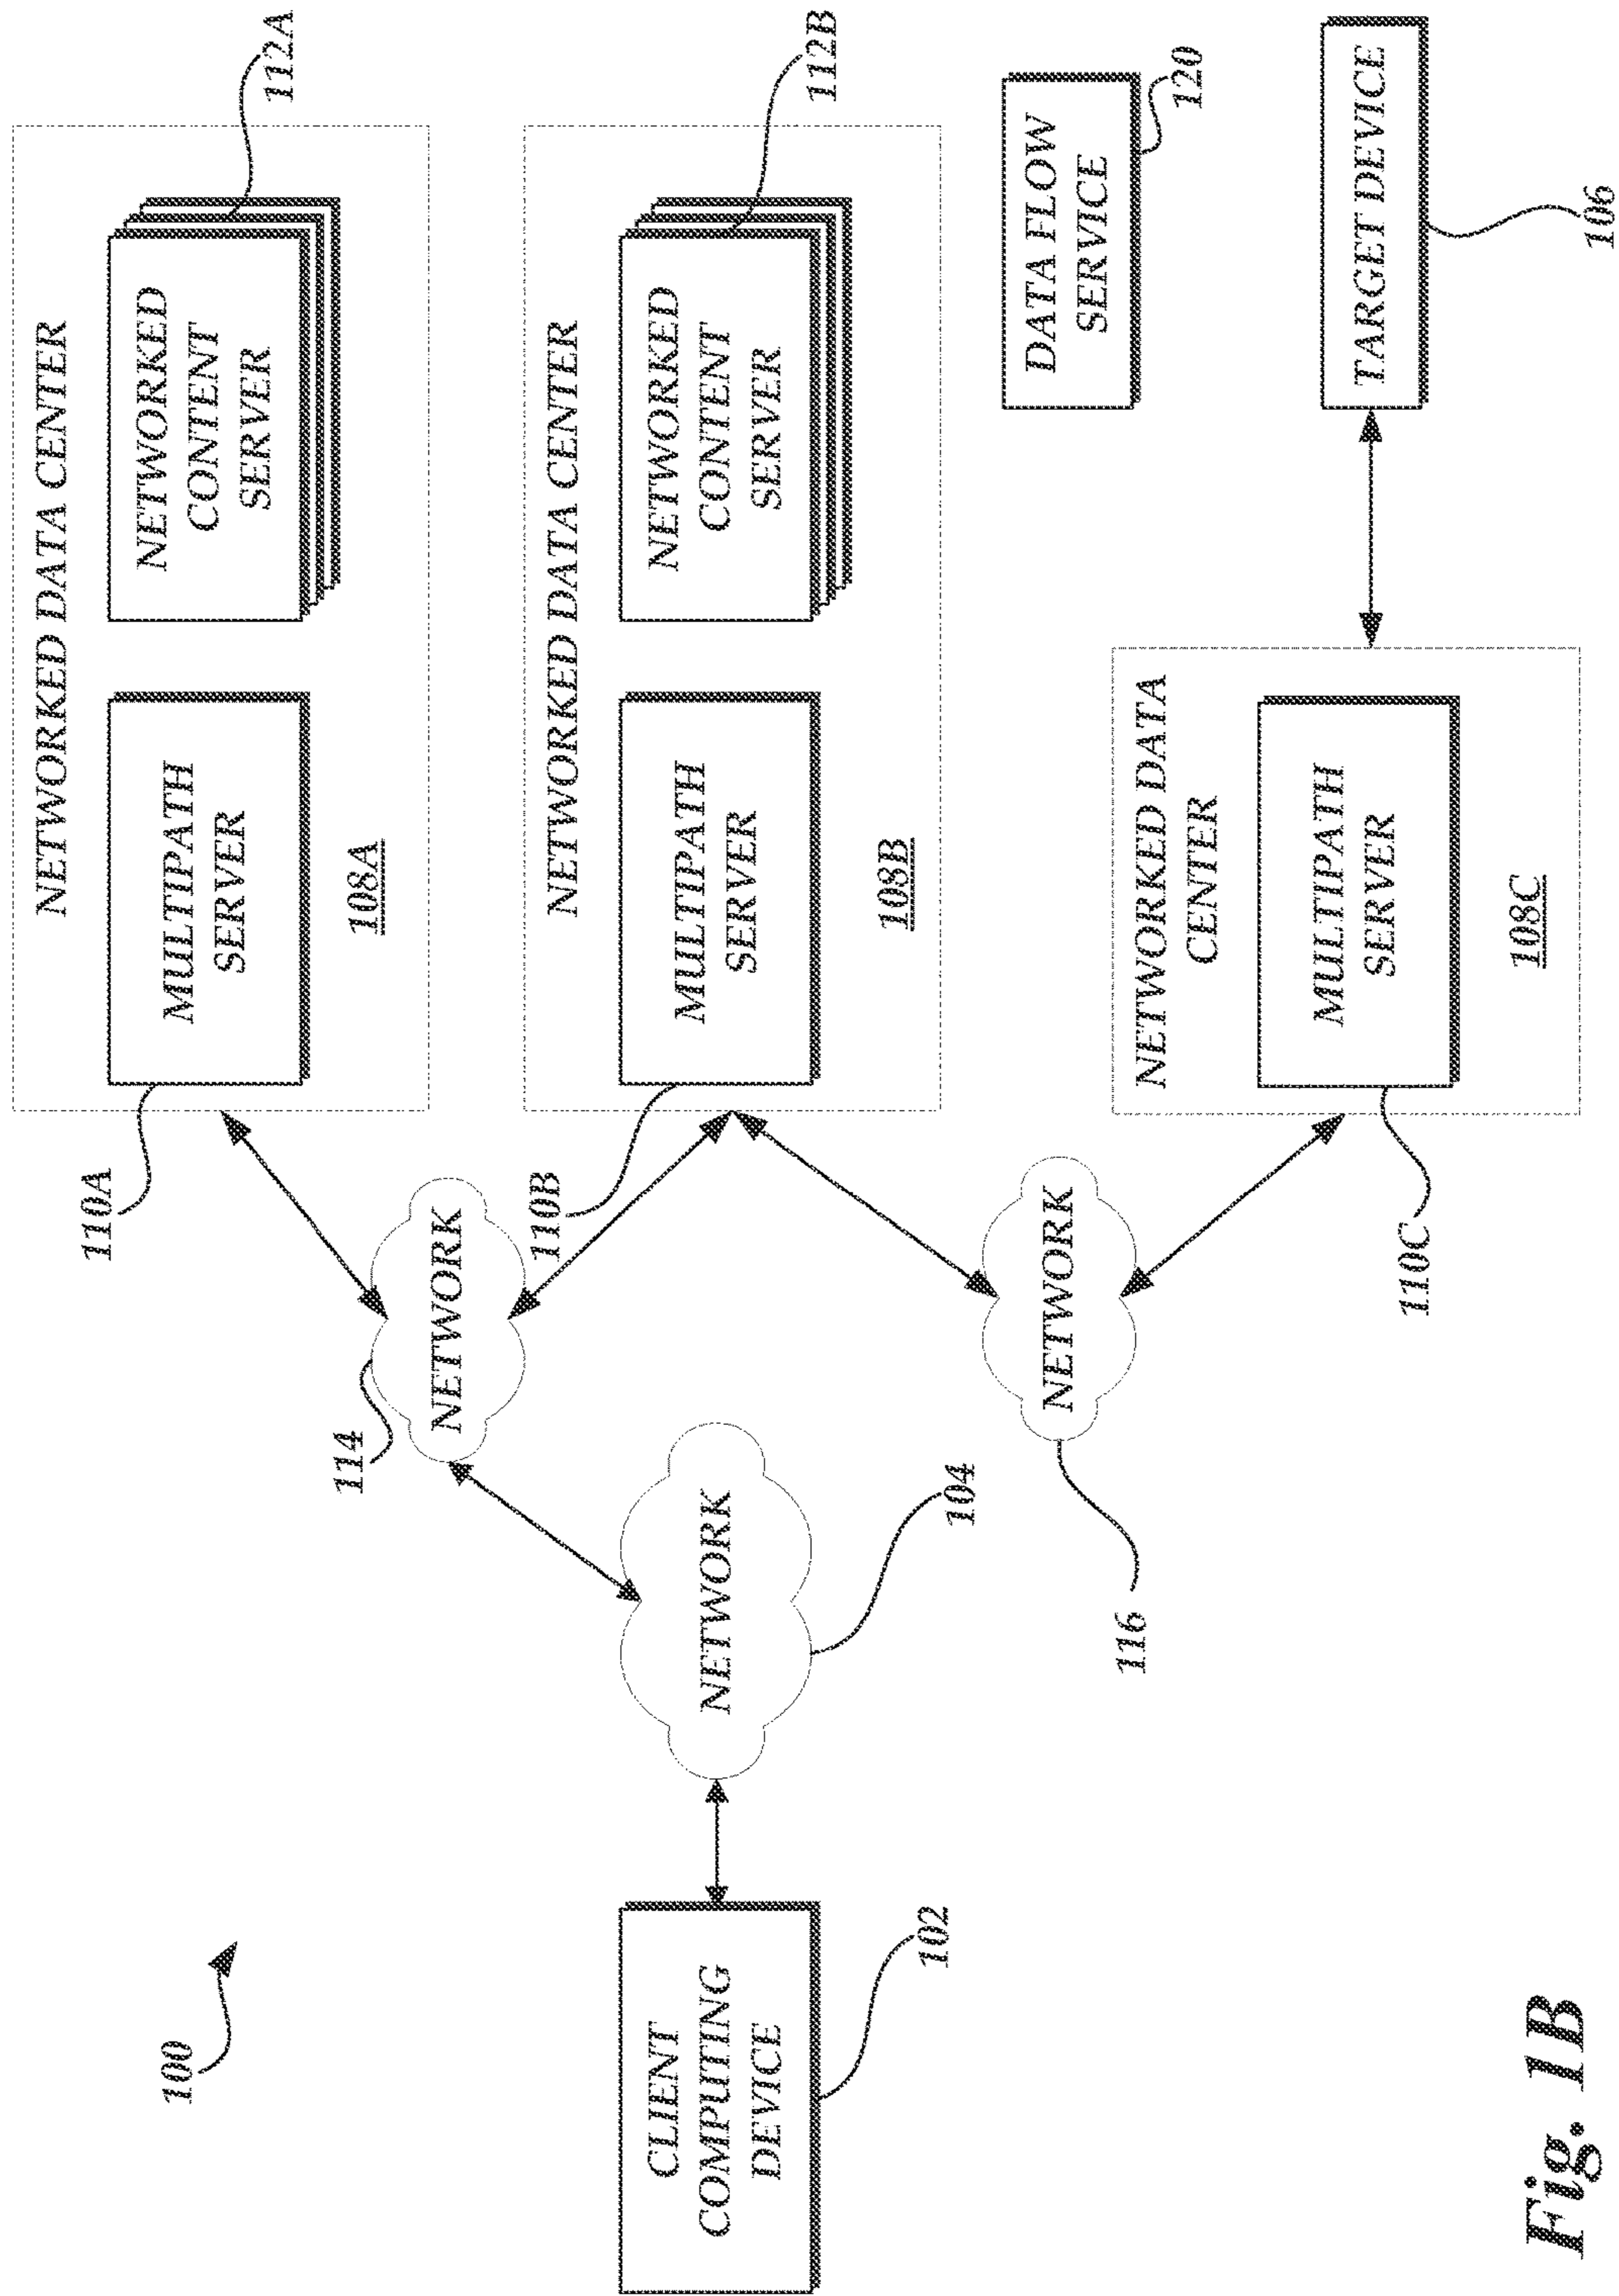 100
CLIENT
COMPUTING
DEVICE
102
NETWORK
104
114
NETWORK
NETWORK
116
110A
NETWORKED DATA CENTER
MULTIPATH
SERVER
108A
NETWORKED
CONTENT
SERVER
112A
110B
NETWORKED DATA CENTER
MULTIPATH
SERVER
108B
NETWORKED
CONTENT
SERVER
112B
110C
NETWORKED DATA
CENTER
MULTIPATH
SERVER
108C
DATA FLOW
SERVICE
120
TARGET DEVICE
106
Fig. 1B